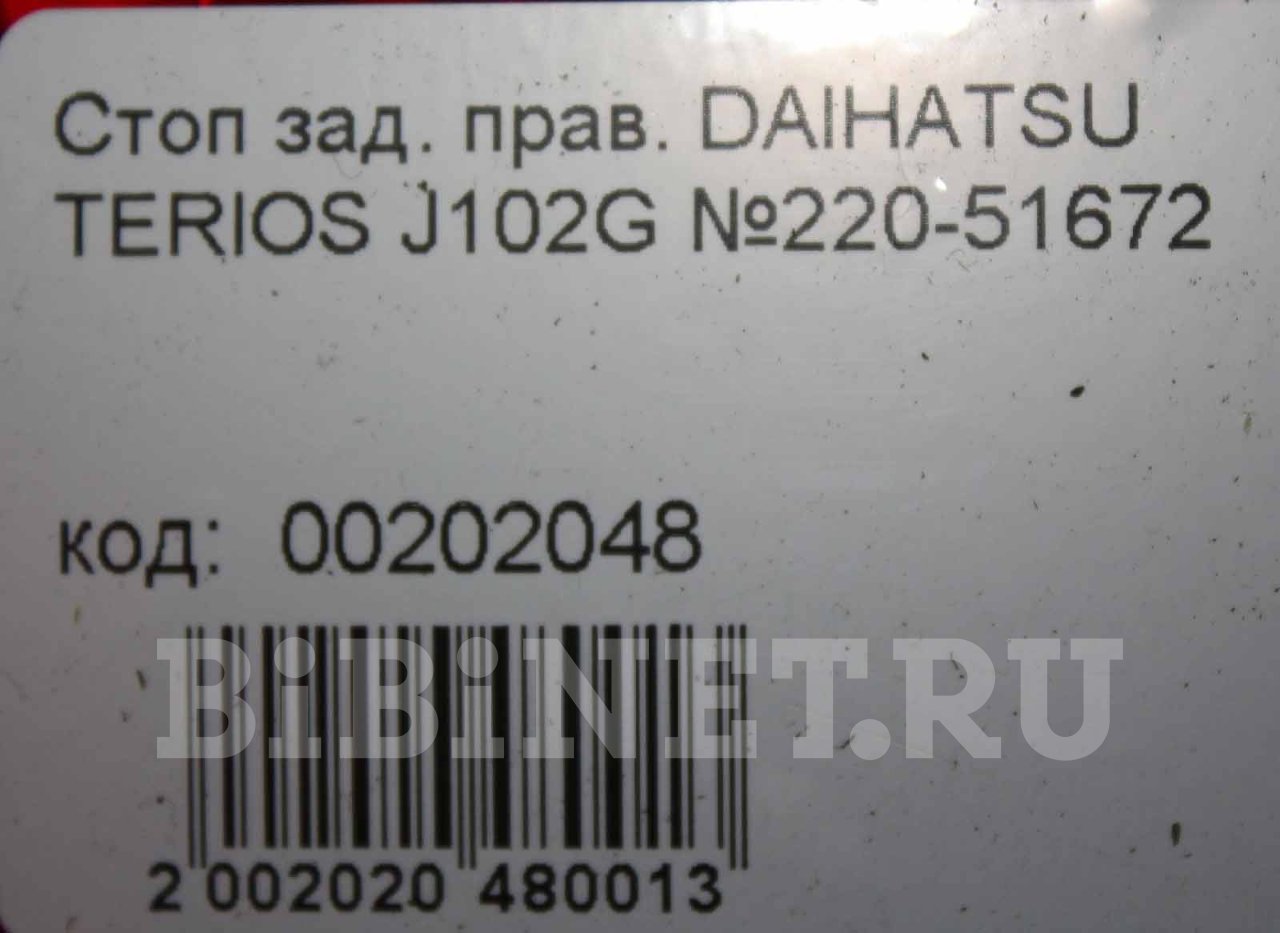 Стоп зад. прав. DAIHATSU
TERIOS J102G №220-51672
код: 00202048
BiBiNET.RU
2 002020 480013